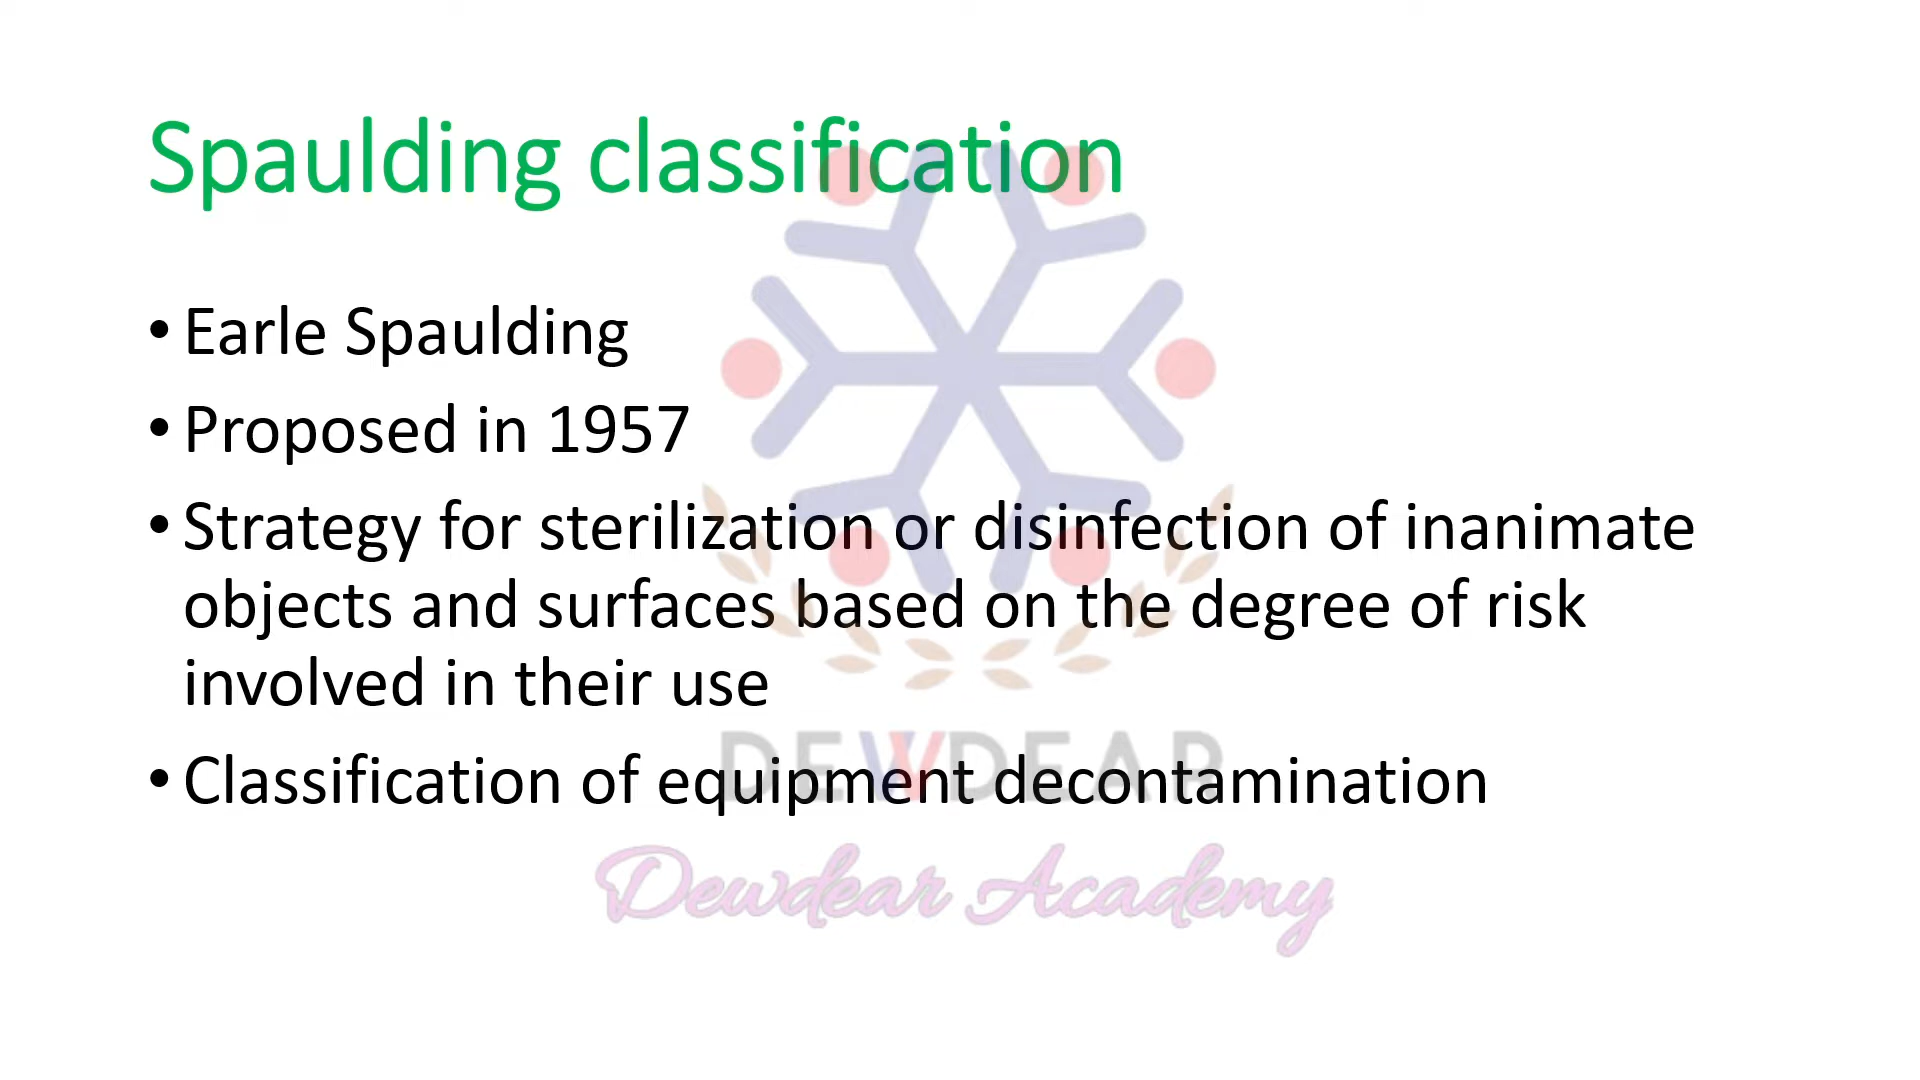 Spaulding classification
• Earle Spaulding
• Proposed in 1957
• Strategy for sterilization or disinfection of inanimate
objects and surfaces based on the degree of risk
involved in their use
DEWDEAR
• Classification of equipment decontamination
Dewdear Academy